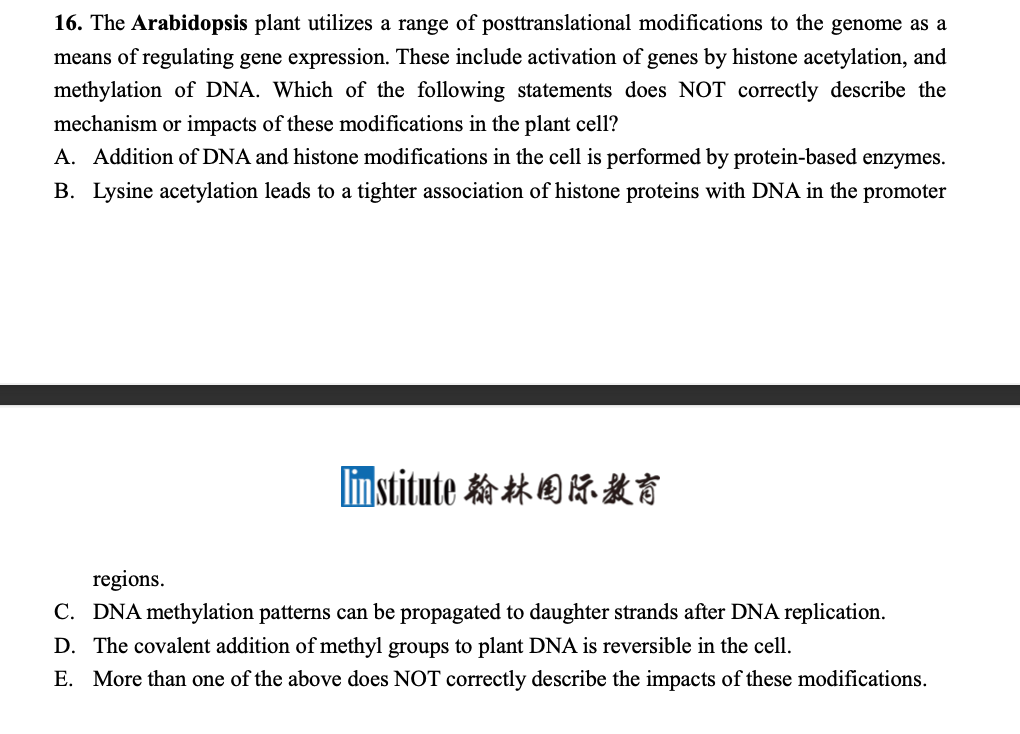 16. The Arabidopsis plant utilizes a range of posttranslational modifications to the genome as a
means of regulating gene expression. These include activation of genes by histone acetylation, and
methylation of DNA. Which of the following statements does NOT correctly describe the
mechanism or impacts of these modifications in the plant cell?
A. Addition of DNA and histone modifications in the cell is performed by protein-based enzymes.
B. Lysine acetylation leads to a tighter association of histone proteins with DNA in the promoter
linstitute 翰林国际教育
regions.
C. DNA methylation patterns can be propagated to daughter strands after DNA replication.
D. The covalent addition of methyl groups to plant DNA is reversible in the cell.
E. More than one of the above does NOT correctly describe the impacts of these modifications.